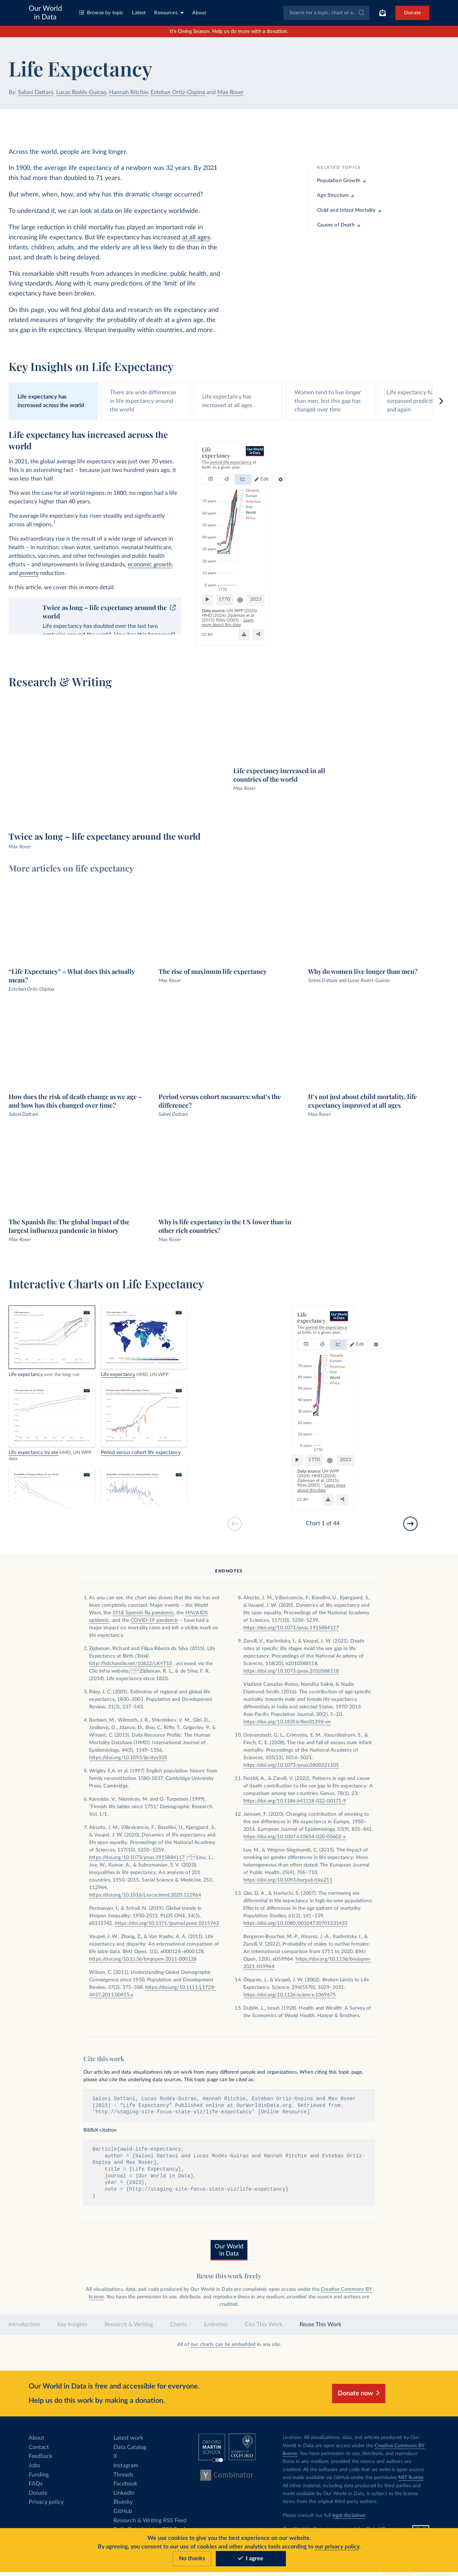 Our World
in Data
Browse by topic
Latest
Resources
About
Search for a topic, chart or a...
Donate
It's Giving Season. Help us do more with a donation.
Life Expectancy
By: Saloni Dattani, Lucas Rodés-Guirao, Hannah Ritchie, Esteban Ortiz-Ospina and Max Roser
Across the world, people are living longer.
In 1900, the average life expectancy of a newborn was 32 years. By 2021
this had more than doubled to 71 years.
But where, when, how, and why has this dramatic change occurred?
To understand it, we can look at data on life expectancy worldwide.
The large reduction in child mortality has played an important role in
increasing life expectancy. But life expectancy has increased at all ages.
Infants, children, adults, and the elderly are all less likely to die than in the
past, and death is being delayed.
This remarkable shift results from advances in medicine, public health, and
living standards. Along with it, many predictions of the 'limit' of life
expectancy have been broken.
On this page, you will find global data and research on life expectancy and
related measures of longevity: the probability of death at a given age, the
sex gap in life expectancy, lifespan inequality within countries, and more.
RELATED TOPICS
Population Growth
Age Structure
Child and Infant Mortality
Causes of Death
Key Insights on Life Expectancy
Life expectancy has
increased across the world
There are wide differences
in life expectancy around
the world
Life expectancy has
increased at all ages
Women tend to live longer
than men, but this gap has
changed over time
Life expectancy ha
surpassed predicti
and again
Life expectancy has increased across the
world
In 2021, the global average life expectancy was just over 70 years.
This is an astonishing fact – because just two hundred years ago, it
was less than half.
This was the case for all world regions: in 1800, no region had a life
expectancy higher than 40 years.
The average life expectancy has risen steadily and significantly
across all regions. 1
This extraordinary rise is the result of a wide range of advances in
health – in nutrition, clean water, sanitation, neonatal healthcare,
antibiotics, vaccines, and other technologies and public health
efforts – and improvements in living standards, economic growth,
and poverty reduction.
In this article, we cover this in more detail:
Twice as long – life expectancy around the
world
Life expectancy has doubled over the last two
Life
expectancy
Our World
in Data
The period life expectancy at
birth, in a given year.
Edit
70 years
60 years
50 years
40 years
30 years
20 years
10 years
0 years
1770
Oceania
Europe
Americas
Asia
World
Africa
1770
2023
Data source: UN WPP (2024);
HMD (2024); Zijdeman et al.
(2015); Riley (2005) – Learn
more about this data
CC BY
Research & Writing
Life expectancy increased in all
countries of the world
Max Roser
Twice as long – life expectancy around the world
Max Roser
More articles on life expectancy
“Life Expectancy” – What does this actually
mean?
Esteban Ortiz-Ospina
The rise of maximum life expectancy
Max Roser
Why do women live longer than men?
Saloni Dattani and Lucas Rodés-Guirao
How does the risk of death change as we age –
and how has this changed over time?
Saloni Dattani
Period versus cohort measures: what's the
difference?
Saloni Dattani
It's not just about child mortality, life
expectancy improved at all ages
Max Roser
The Spanish flu: The global impact of the
largest influenza pandemic in history
Max Roser
Why is life expectancy in the US lower than in
other rich countries?
Max Roser
Interactive Charts on Life Expectancy
Life expectancy over the long-run
Life expectancy HMD, UN WPP
Life expectancy by sex HMD, UN WPP
data
Period versus cohort life expectancy
Life
expectancy
Our World
in Data
The period life expectancy
at birth, in a given year.
Edit
70 years
60 years
50 years
40 years
30 years
20 years
10 years
0 years
1770
Oceania
Europe
Americas
Asia
World
Africa
1770
2023
Data source: UN WPP
(2024); HMD (2024);
Zijdeman et al. (2015);
Riley (2005) – Learn more
about this data
CC BY
Chart 1 of 44
ENDNOTES
1. As you can see, the chart also shows that the rise has not
been completely constant. Major events – the World
Wars, the 1918 Spanish flu pandemic, the HIV/AIDS
epidemic, and the COVID-19 pandemic – have had a
major impact on mortality rates and left a visible mark on
life expectancy.
2. Zijdeman, Richard and Filipa Ribeira da Silva (2015). Life
Expectancy at Birth (Total).
http://hdl.handle.net/10622/LKYT53 , accessed via the
Clio Infra website. Zijdeman, R. L., & de Silva, F. R.
(2014). Life expectancy since 1820.
3. Riley, J. C. (2005). Estimates of regional and global life
expectancy, 1800–2001. Population and Development
Review, 31(3), 537–543.
4. Barbieri, M., Wilmoth, J. R., Shkolnikov, V. M., Glei, D.,
Jasilionis, D., Jdanov, D., Boe, C., Riffe, T., Grigoriev, P., &
Winant, C. (2015). Data Resource Profile: The Human
Mortality Database (HMD). International Journal of
Epidemiology, 44(5), 1549–1556.
https://doi.org/10.1093/ije/dyv105
5. Wrigley E.A. et al. (1997) English population history from
family reconstitution 1580-1837, Cambridge University
Press, Cambridge.
6. Kannisto, V., Nieminen, M. and O. Turpeinen (1999),
“Finnish life tables since 1751,” Demographic Research,
Vol. 1/1.
7. Aburto, J. M., Villavicencio, F., Basellini, U., Kjærgaard, S.,
& Vaupel, J. W. (2020). Dynamics of life expectancy and
life span equality. Proceedings of the National Academy
of Sciences, 117(10), 5250–5259.
https://doi.org/10.1073/pnas.1915884117 Liou, L.,
Joe, W., Kumar, A., & Subramanian, S. V. (2020).
Inequalities in life expectancy: An analysis of 201
countries, 1950–2015. Social Science & Medicine, 253,
112964.
https://doi.org/10.1016/j.socscimed.2020.112964
Permanyer, I., & Scholl, N. (2019). Global trends in
lifespan inequality: 1950-2015. PLOS ONE, 14(5),
e0215742. https://doi.org/10.1371/journal.pone.0215742
Vaupel, J. W., Zhang, Z., & Van Raalte, A. A. (2011). Life
expectancy and disparity: An international comparison of
life table data. BMJ Open, 1(1), e000128–e000128.
https://doi.org/10.1136/bmjopen-2011-000128
Wilson, C. (2011). Understanding Global Demographic
Convergence since 1950. Population and Development
Review, 37(2), 375–388. https://doi.org/10.1111/j.1728-
4457.2011.00415.x
8. Aburto, J. M., Villavicencio, F., Basellini, U., Kjærgaard, S.,
& Vaupel, J. W. (2020). Dynamics of life expectancy and
life span equality. Proceedings of the National Academy
of Sciences, 117(10), 5250–5259.
https://doi.org/10.1073/pnas.1915884117
9. Zarulli, V., Kashnitsky, I., & Vaupel, J. W. (2021). Death
rates at specific life stages mold the sex gap in life
expectancy. Proceedings of the National Academy of
Sciences, 118(20), e2010588118.
https://doi.org/10.1073/pnas.2010588118
Vladimir Canudas-Romo, Nandita Saikia, & Nadia
Diamond-Smith. (2016). The contribution of age-specific
mortality towards male and female life expectancy
differentials in India and selected States, 1970-2013.
Asia-Pacific Population Journal, 30(2), 1–20.
https://doi.org/10.18356/8ec0129d-en
10. Drevenstedt, G. L., Crimmins, E. M., Vasunilashorn, S., &
Finch, C. E. (2008). The rise and fall of excess male infant
mortality. Proceedings of the National Academy of
Sciences, 105(13), 5016–5021.
https://doi.org/10.1073/pnas.0800221105
11. Feraldi, A., & Zarulli, V. (2022). Patterns in age and cause
of death contribution to the sex gap in life expectancy: A
comparison among ten countries. Genus, 78(1), 23.
https://doi.org/10.1186/s41118-022-00171-9
12. Janssen, F. (2020). Changing contribution of smoking to
the sex differences in life expectancy in Europe, 1950–
2014. European Journal of Epidemiology, 35(9), 835–841.
https://doi.org/10.1007/s10654-020-00602-x
Luy, M., & Wegner-Siegmundt, C. (2015). The impact of
smoking on gender differences in life expectancy: More
heterogeneous than often stated. The European Journal
of Public Health, 25(4), 706–710.
https://doi.org/10.1093/eurpub/cku211
13. Glei, D. A., & Horiuchi, S. (2007). The narrowing sex
differential in life expectancy in high-income populations:
Effects of differences in the age pattern of mortality.
Population Studies, 61(2), 141–159.
https://doi.org/10.1080/00324720701331433
Bergeron-Boucher, M.-P., Alvarez, J.-A., Kashnitsky, I., &
Zarulli, V. (2022). Probability of males to outlive females:
An international comparison from 1751 to 2020. BMJ
Open, 12(8), e059964. https://doi.org/10.1136/bmjopen-
2021-059964
14. Oeppen, J., & Vaupel, J. W. (2002). Broken Limits to Life
Expectancy. Science, 296(5570), 1029–1031.
https://doi.org/10.1126/science.1069675
15. Dublin, L., Israel. (1928). Health and Wealth: A Survey of
the Economics of World Health. Harper & Brothers.
Cite this work
Our articles and data visualizations rely on work from many different people and organizations. When citing this topic page,
please also cite the underlying data sources. This topic page can be cited as:
Saloni Dattani, Lucas Rodés-Guirao, Hannah Ritchie, Esteban Ortiz-Ospina and Max Roser
(2023) - “Life Expectancy” Published online at OurWorldinData.org. Retrieved from:
'http://staging-site-focus-state-viz/life-expectancy' [Online Resource]
BibTeX citation
@article{owid-life-expectancy,
author = {Saloni Dattani and Lucas Rodés-Guirao and Hannah Ritchie and Esteban Ortiz-
Ospina and Max Roser},
title = {Life Expectancy},
journal = {Our World in Data},
year = {2023},
note = {http://staging-site-focus-state-viz/life-expectancy}
}
Our World
in Data
Reuse this work freely
All visualizations, data, and code produced by Our World in Data are completely open access under the Creative Commons BY
license. You have the permission to use, distribute, and reproduce these in any medium, provided the source and authors are
credited.
Introduction
Key Insights
Research & Writing
Charts
Endnotes
Cite This Work
Reuse This Work
All of our charts can be embedded in any site.
Our World in Data is free and accessible for everyone.
Help us do this work by making a donation.
Donate now
About
Contact
Feedback
Jobs
Funding
FAQs
Donate
Privacy policy
Latest work
Data Catalog
X
Instagram
Threads
Facebook
LinkedIn
Bluesky
GitHub
Research & Writing RSS Feed
OXFORD
MARTIN
SCHOOL
UNIVERSITY OF
OXFORD
Y Combinator
Licenses: All visualizations, data, and articles produced by Our
World in Data are open access under the Creative Commons BY
license. You have permission to use, distribute, and reproduce
these in any medium, provided the source and authors are
credited. All the software and code that we write is open source
and made available via GitHub under the permissive MIT license.
All other material, including data produced by third parties and
made available by Our World in Data, is subject to the license
terms from the original third-party authors.
Please consult our full legal disclaimer.
We use cookies to give you the best experience on our website.
By agreeing, you consent to our use of cookies and other analytics tools according to our privacy policy.
No thanks
I agree